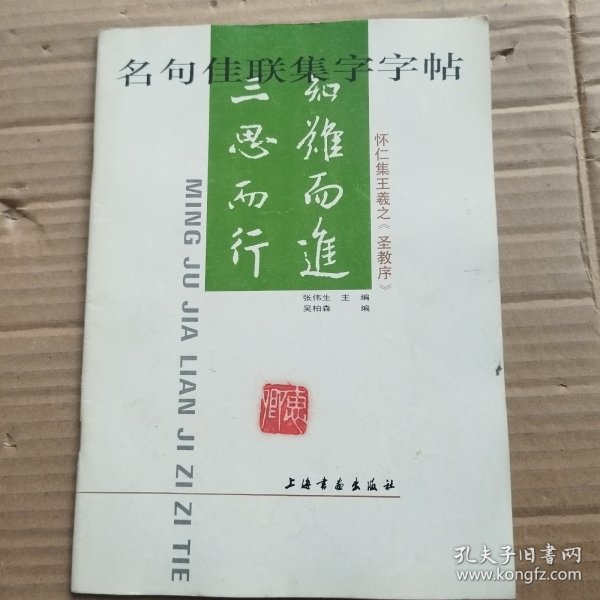 名句佳联集字字帖
知難而進
三思而行
怀仁集王羲之《圣教序》
MING JU JIA LIAN JI ZI ZI TIE
张伟生 主 编
吴柏森 编
上海书画出版社
孔夫子旧书网
www.kongfz.com